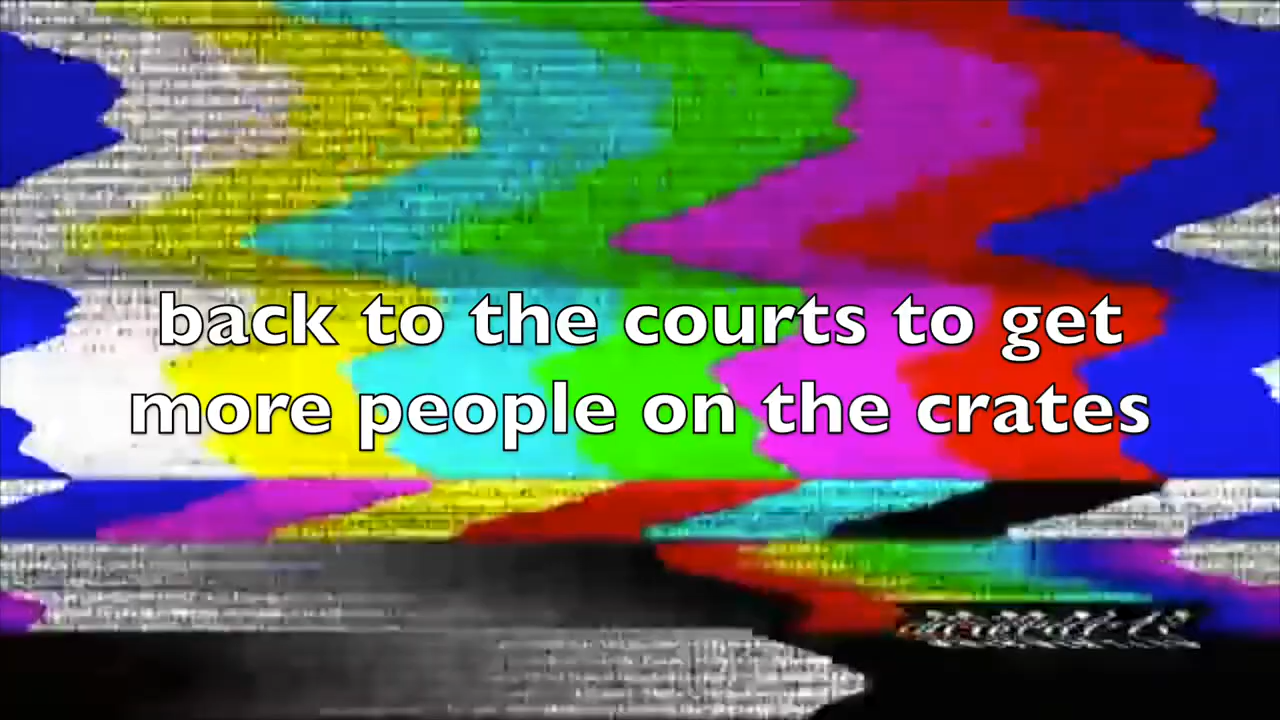 back to the courts to get
more people on the crates